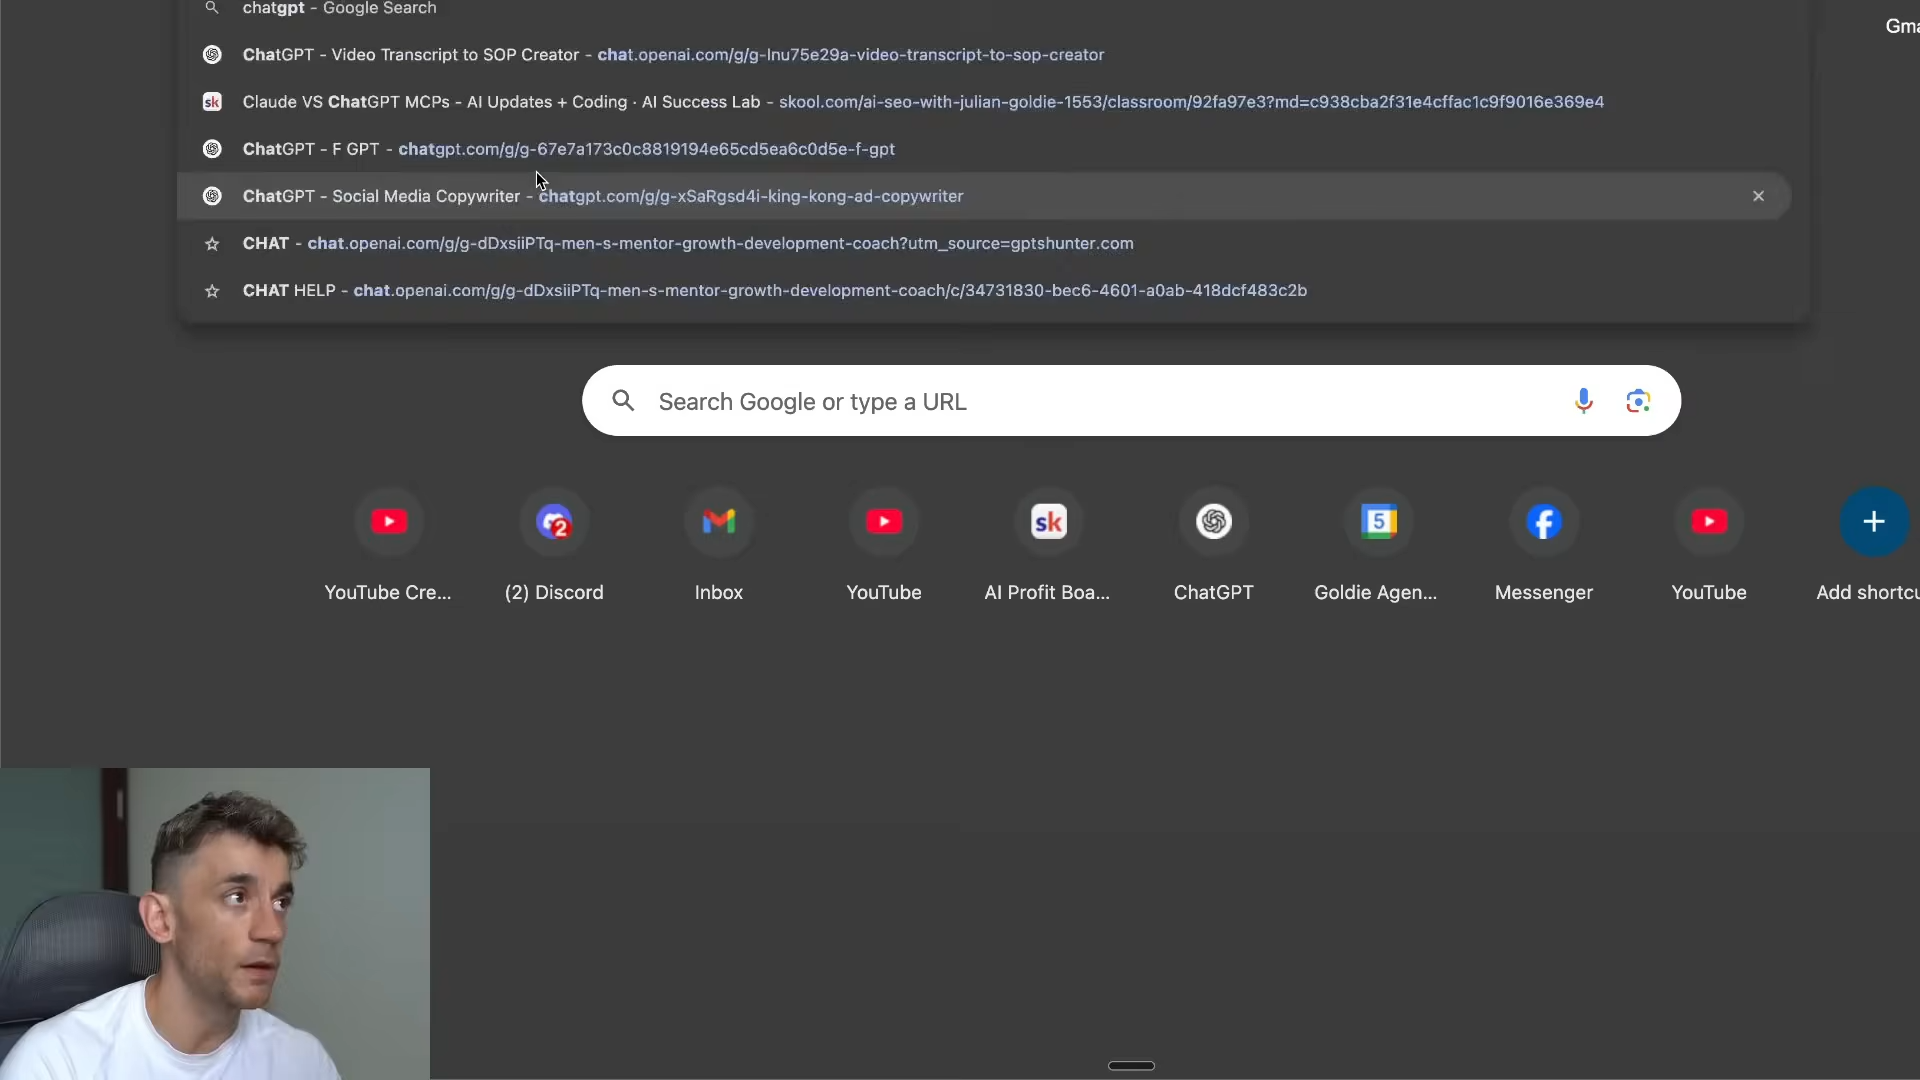 chatgpt - Google Search
Gma
ChatGPT - Video Transcript to SOP Creator - chat.openai.com/g/g-lnu75e29a-video-transcript-to-sop-creator
sk Claude VS ChatGPT MCPs - AI Updates + Coding · AI Success Lab - skool.com/ai-seo-with-julian-goldie-1553/classroom/92fa97e3?md=c938cba2f31e4cffac1c9f9016e369e4
ChatGPT - F GPT - chatgpt.com/g/g-67e7a173c0c8819194e65cd5ea6c0d5e-f-gpt
ChatGPT - Social Media Copywriter - chatgpt.com/g/g-xSaRgsd4i-king-kong-ad-copywriter
CHAT - chat.openai.com/g/g-dDxsiiPTq-men-s-mentor-growth-development-coach?utm_source=gptshunter.com
CHAT HELP - chat.openai.com/g/g-dDxsiiPTq-men-s-mentor-growth-development-coach/c/34731830-bec6-4601-a0ab-418dcf483c2b
Search Google or type a URL
2 sk 5
YouTube Cre... (2) Discord Inbox YouTube AI Profit Boa... ChatGPT Goldie Agen... Messenger YouTube Add shortcu